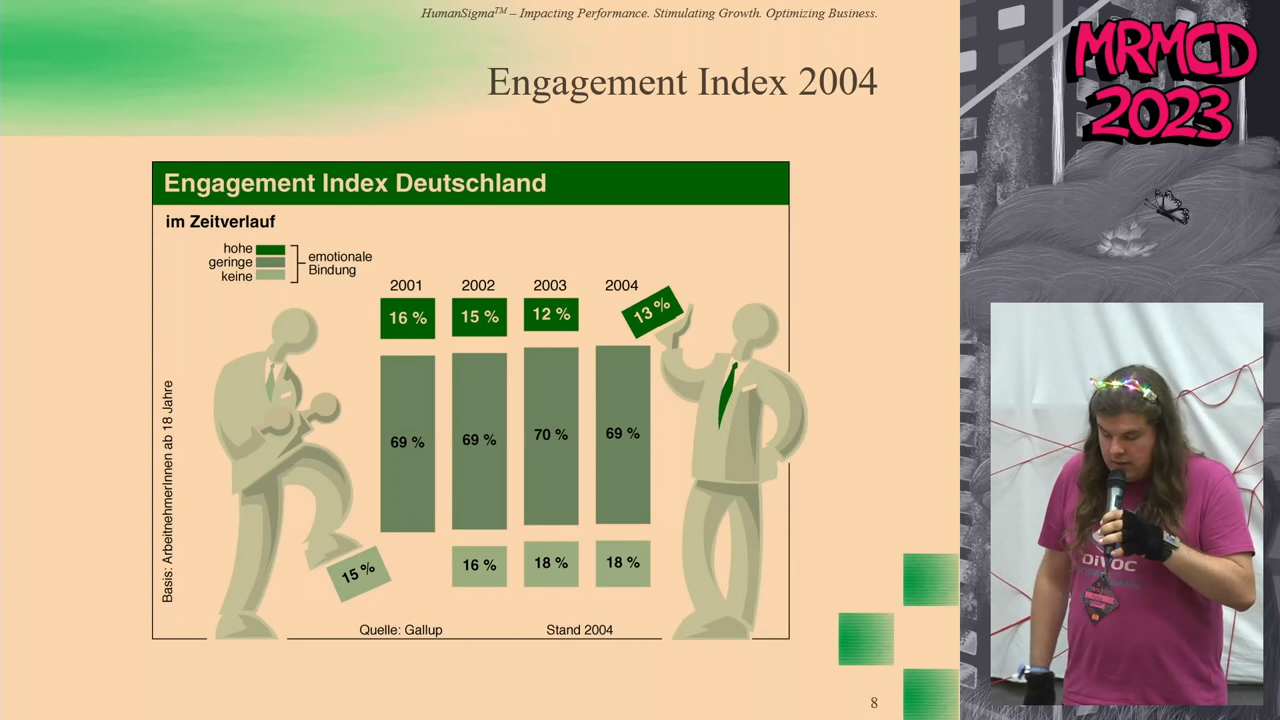 HumanSigma™ – Impacting Performance. Stimulating Growth. Optimizing Business.
Engagement Index 2004
Engagement Index Deutschland
im Zeitverlauf
hohe
geringe
keine
emotionale
Bindung
2001 2002 2003 2004
16 % 15 % 12 % 13 %
69 % 69 % 70 % 69 %
15 % 16 % 18 % 18 %
Basis: ArbeitnehmerInnen ab 18 Jahre
Quelle: Gallup Stand 2004
8
MRMCD
2023
DiVOC